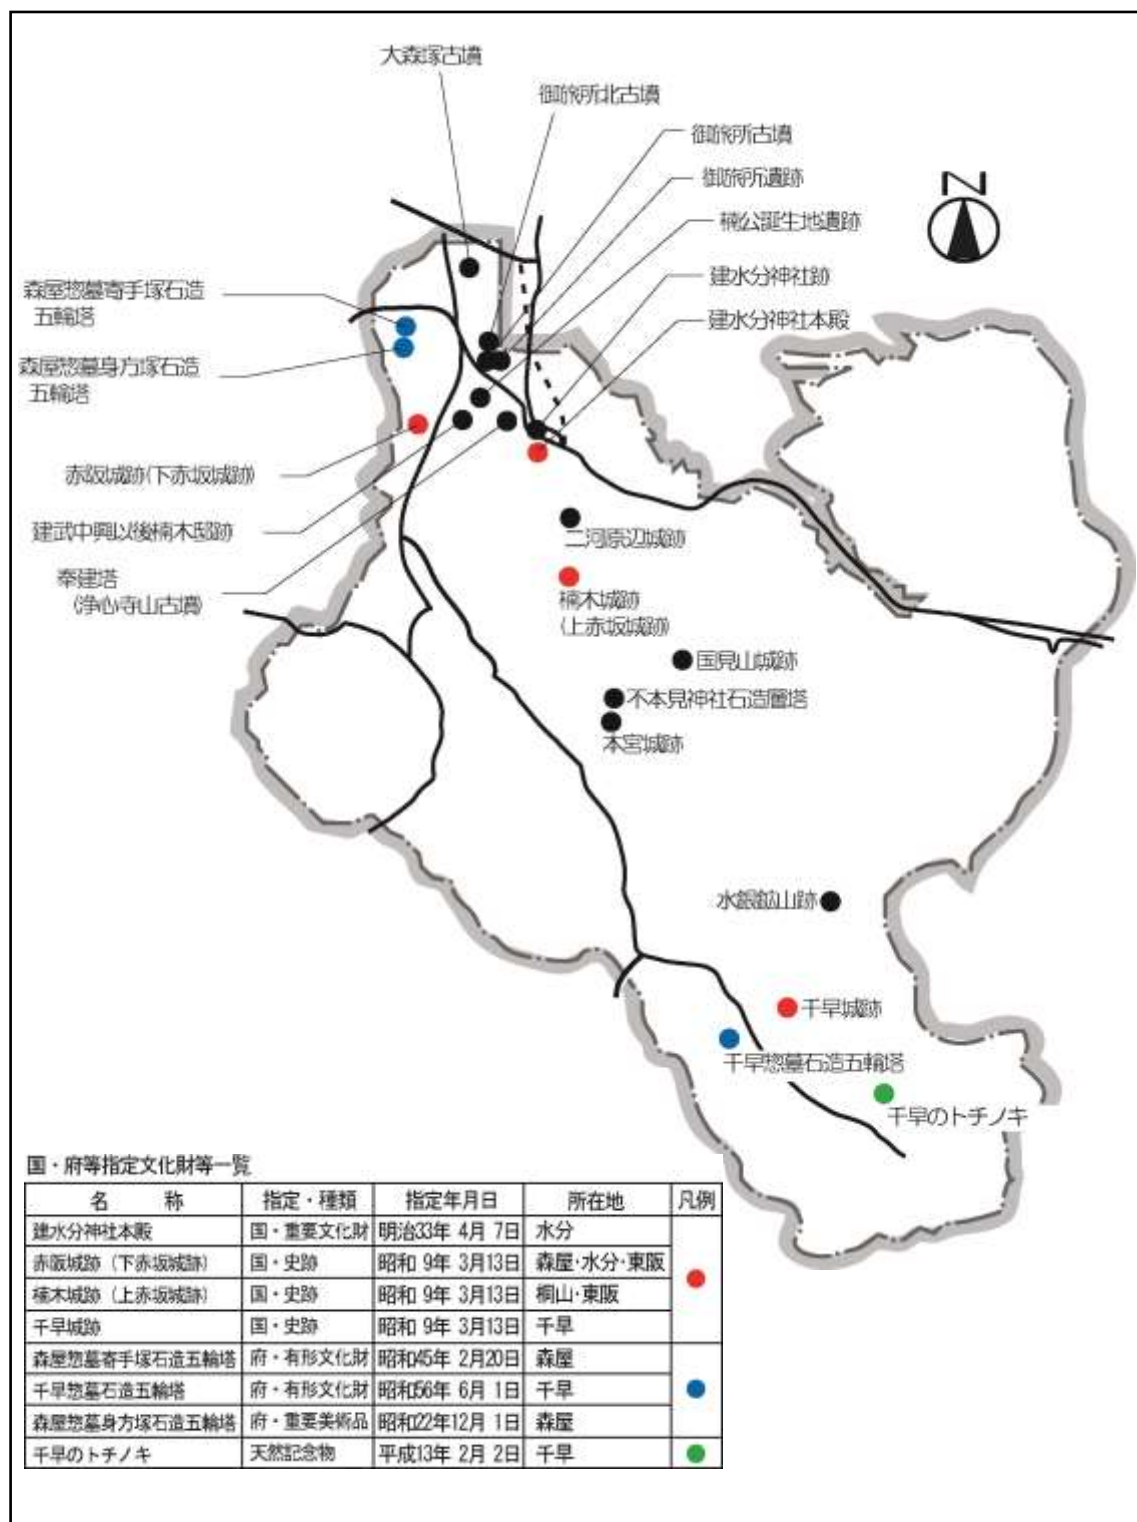 大森塚古墳
御旅所北古墳
御旅所古墳
御旅所遺跡
楠公誕生地遺跡
建水分神社跡
建水分神社本殿
N
森屋惣墓寄手塚石造
五輪塔
森屋惣墓身方塚石造
五輪塔
赤阪城跡(下赤坂城跡)
建武中興以後楠木邸跡
奉建塔
(浄心寺山古墳)
二河原辺城跡
楠木城跡
(上赤坂城跡)
国見山城跡
不本見神社石造層塔
本宮城跡
水銀鉱山跡
千早城跡
千早惣墓石造五輪塔
千早のトチノキ
国・府等指定文化財等一覧
名 称 指定・種類 指定年月日 所在地 凡例
建水分神社本殿 国・重要文化財 明治33年 4月 7日 水分
赤阪城跡(下赤坂城跡) 国・史跡 昭和 9年 3月13日 森屋・水分・東阪
楠木城跡(上赤坂城跡) 国・史跡 昭和 9年 3月13日 桐山・東阪
千早城跡 国・史跡 昭和 9年 3月13日 千早
森屋惣墓寄手塚石造五輪塔 府・有形文化財 昭和45年 2月20日 森屋
千早惣墓石造五輪塔 府・有形文化財 昭和56年 6月 1日 千早
森屋惣墓身方塚石造五輪塔 府・重要美術品 昭和22年12月 1日 森屋
千早のトチノキ 天然記念物 平成13年 2月 2日 千早